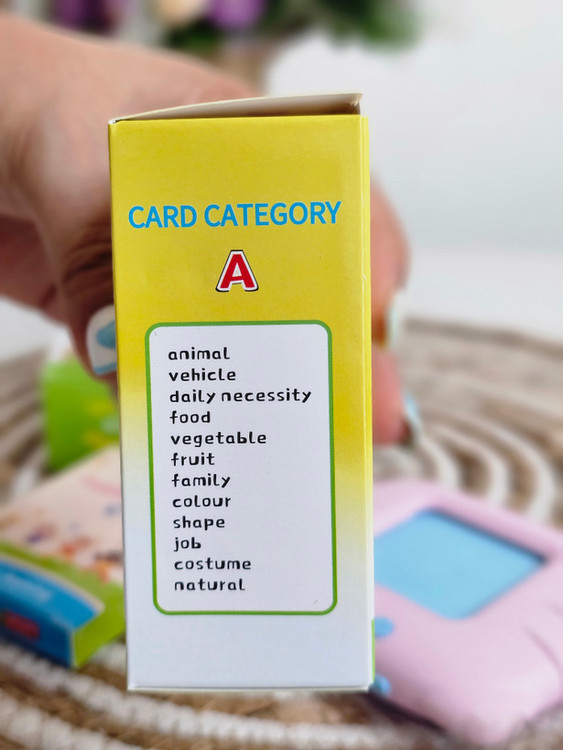 CARD CATEGORY
A
animal
vehicle
daily necessity
food
vegetable
fruit
family
colour
shape
job
costume
natural